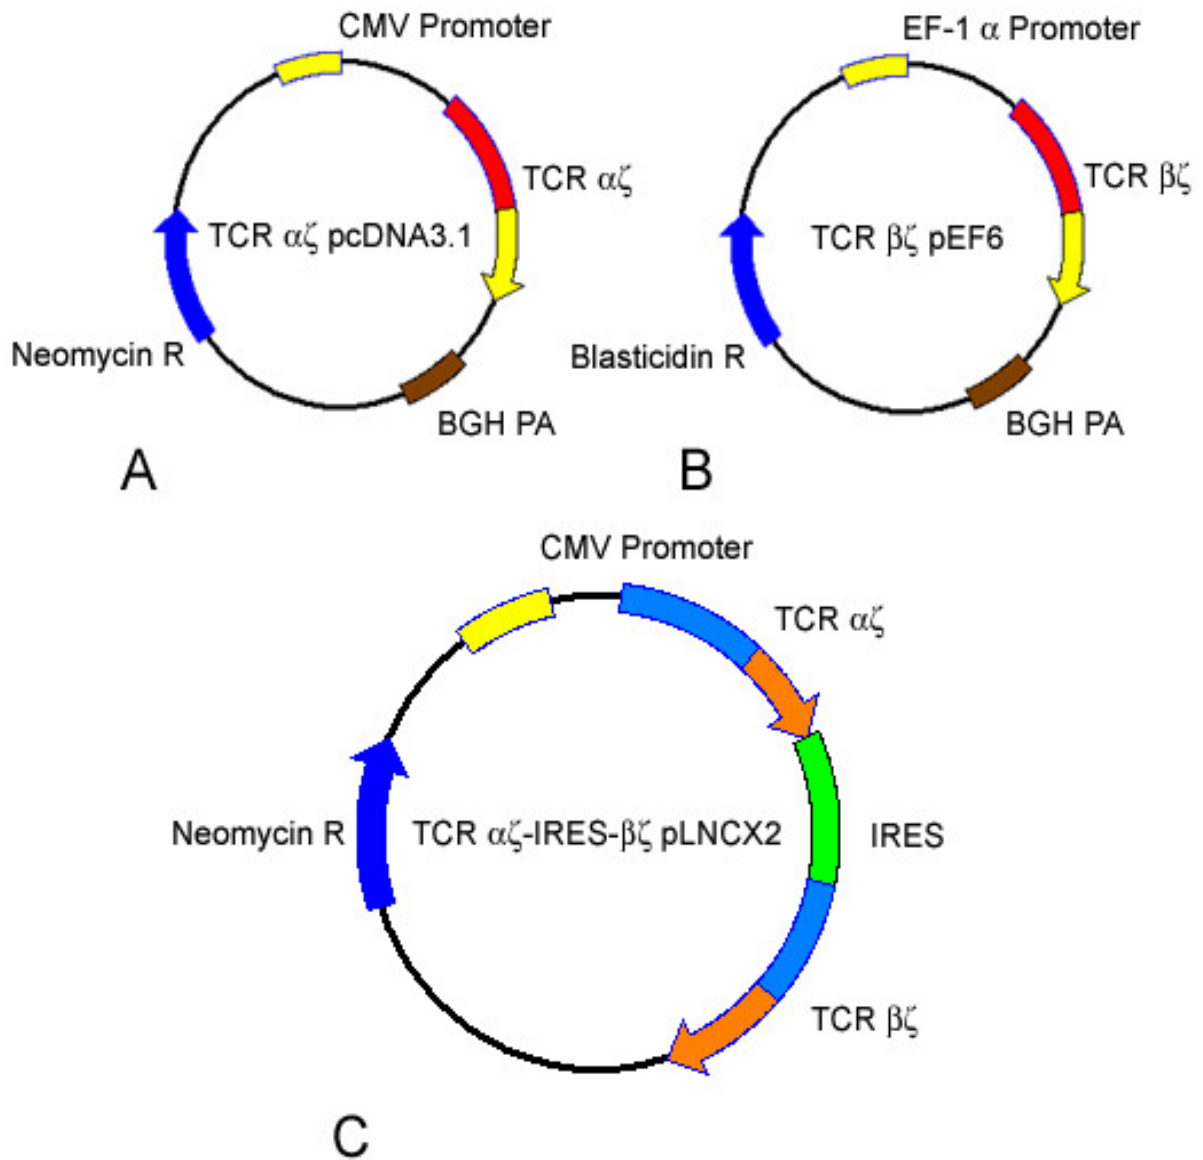 CMV Promoter
TCR αζ
TCR αζ pcDNA3.1
Neomycin R
BGH PA
A
EF-1 α Promoter
TCR βζ
TCR βζ pEF6
Blasticidin R
BGH PA
B
CMV Promoter
TCR αζ
Neomycin R
TCR αζ-IRES-βζ pLNCX2
IRES
TCR βζ
C